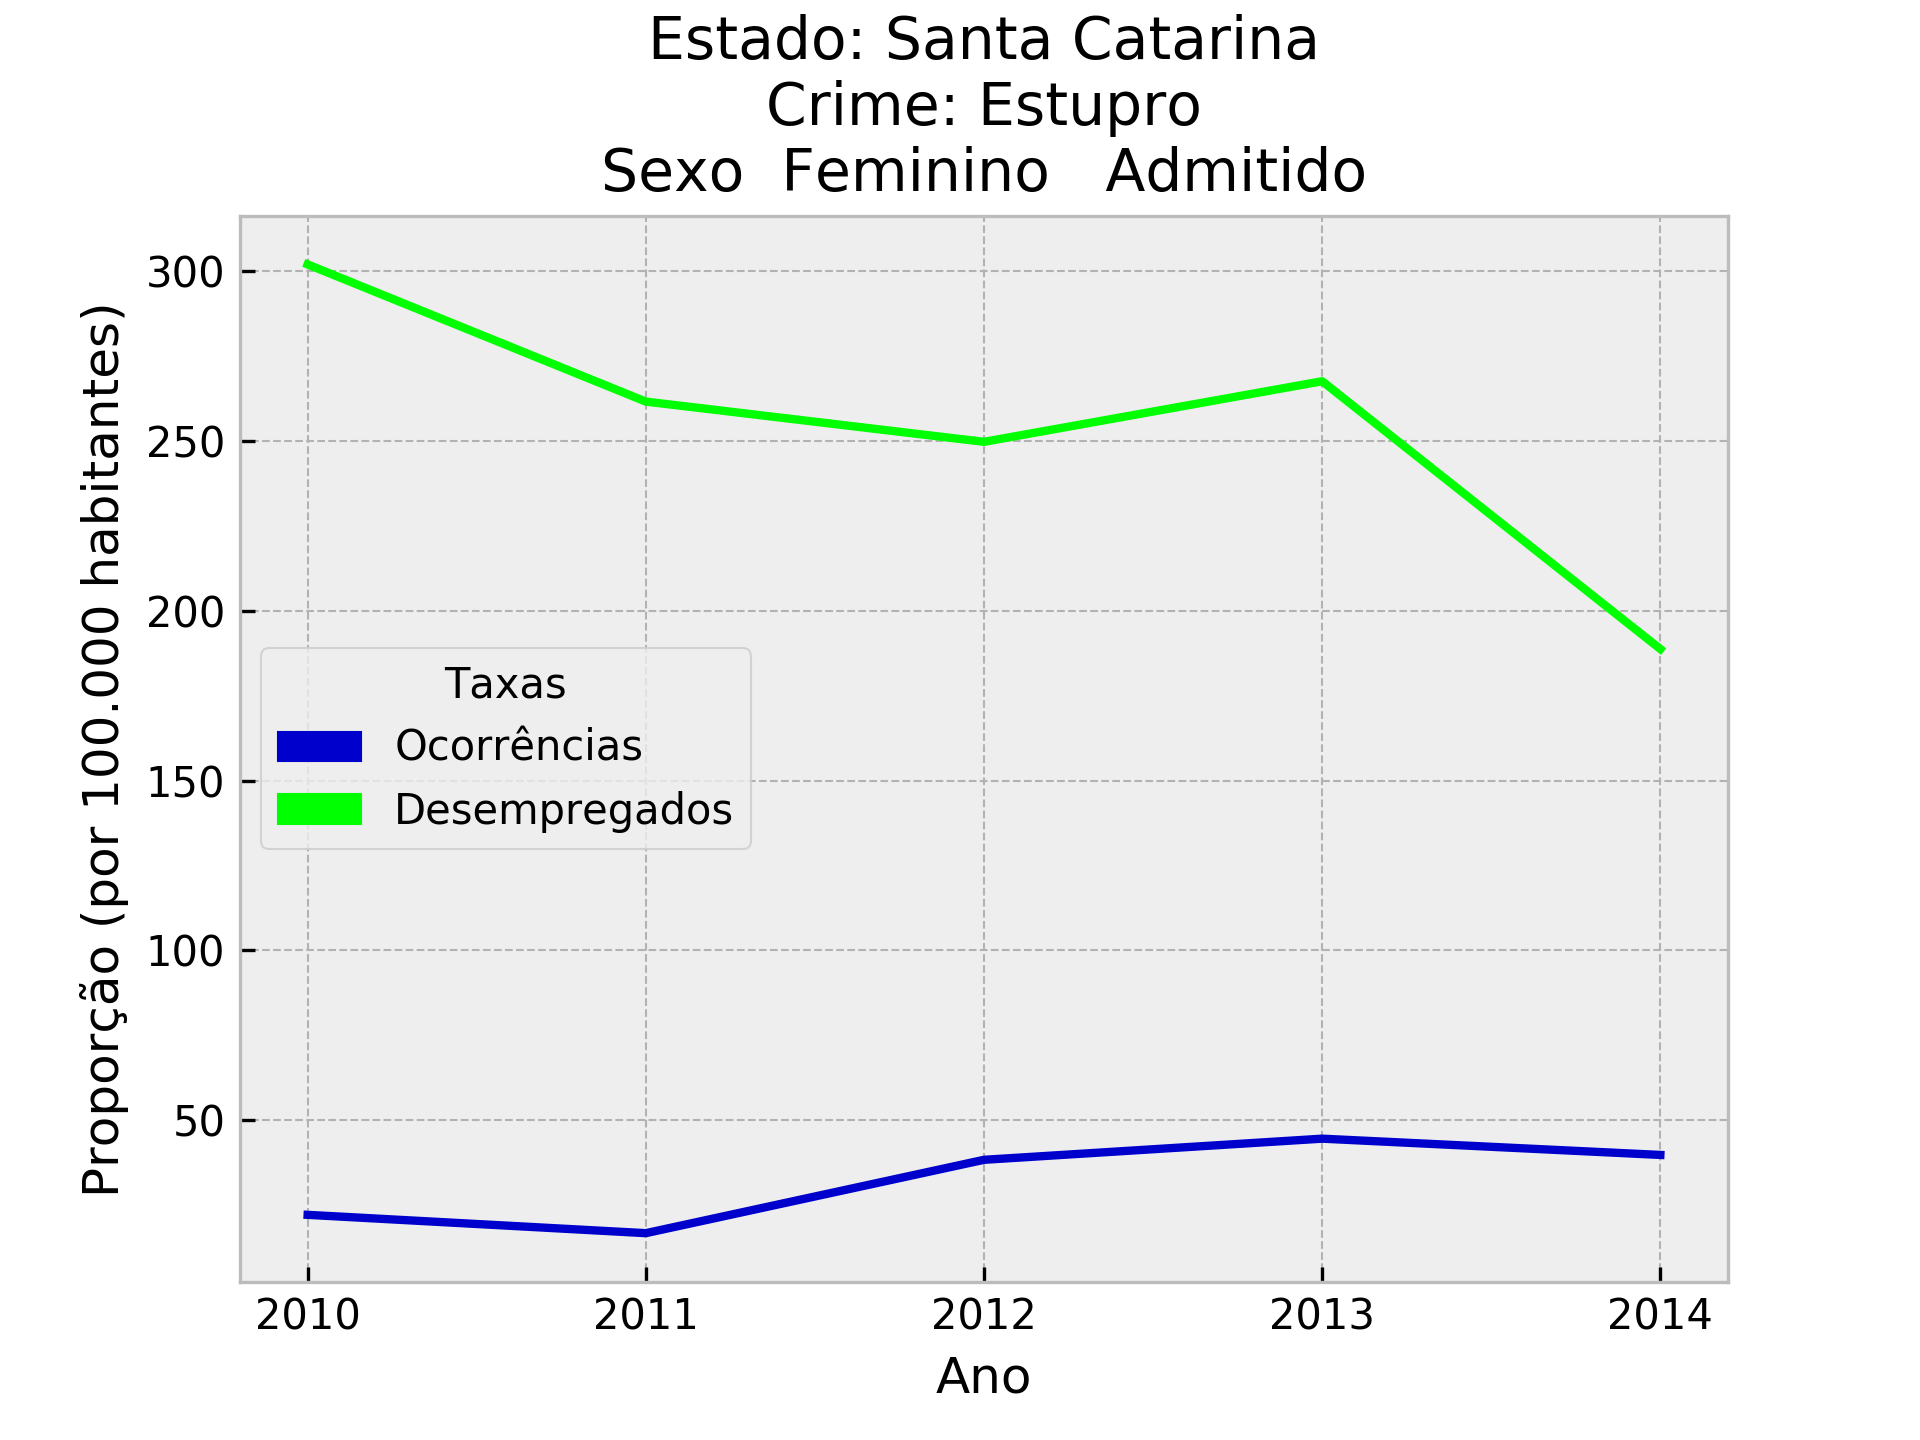 Estado: Santa Catarina
Crime: Estupro
Sexo  Feminino   Admitido
Proporção (por 100.000 habitantes)
300
250
200
150
100
50
Taxas
Ocorrências
Desempregados
2010 2011 2012 2013 2014
Ano